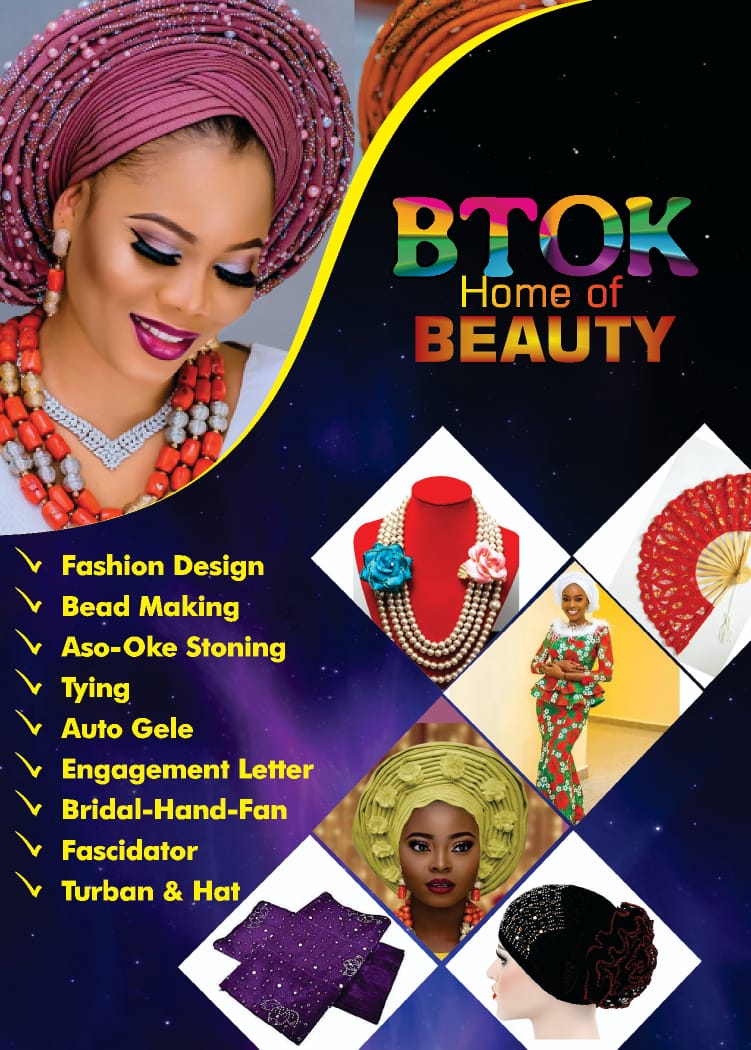 BTOK
Home of
BEAUTY
Fashion Design
Bead Making
Aso-Oke Stoning
Tying
Auto Gele
Engagement Letter
Bridal-Hand-Fan
Fascidator
Turban & Hat